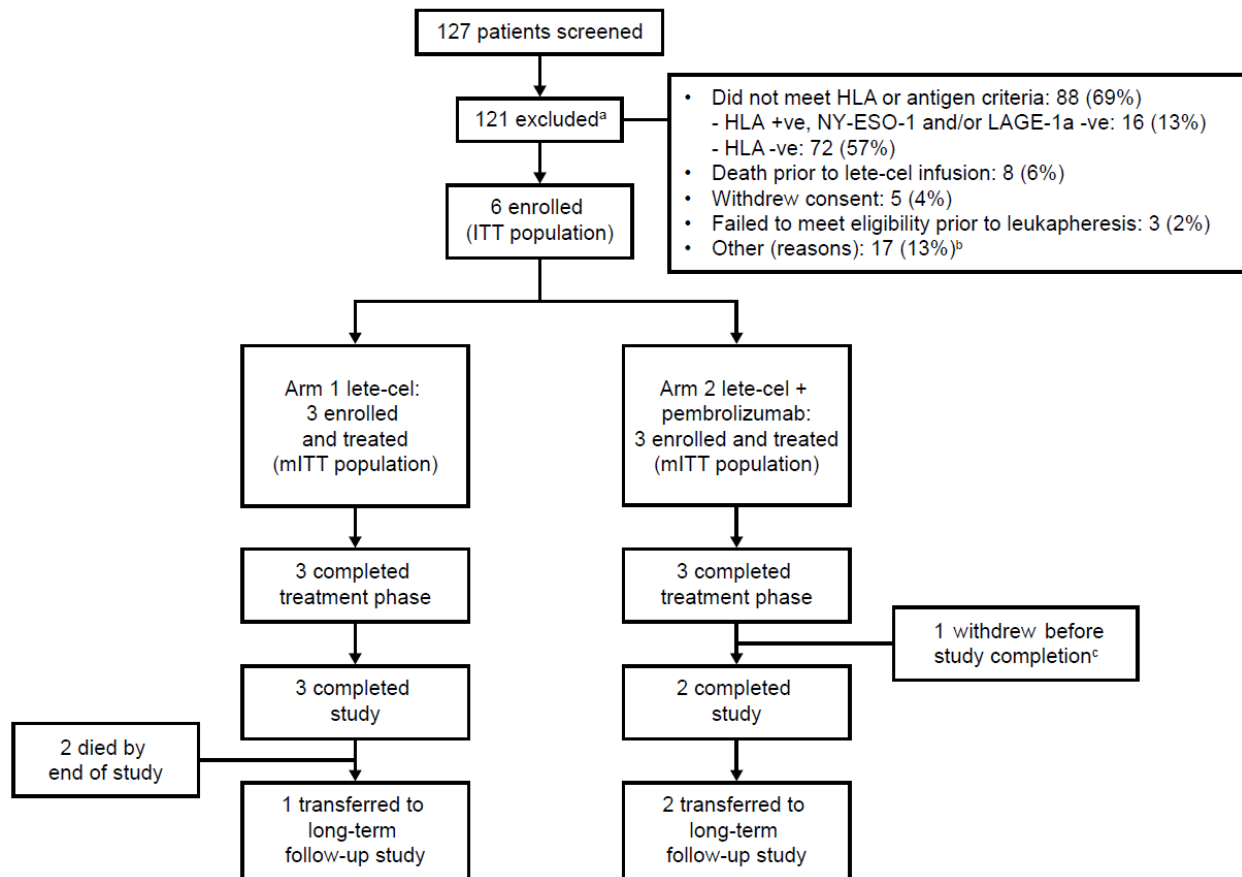 127 patients screened
121 excludedᵃ
• Did not meet HLA or antigen criteria: 88 (69%)
- HLA +ve, NY-ESO-1 and/or LAGE-1a -ve: 16 (13%)
- HLA -ve: 72 (57%)
• Death prior to lete-cel infusion: 8 (6%)
• Withdrew consent: 5 (4%)
• Failed to meet eligibility prior to leukapheresis: 3 (2%)
• Other (reasons): 17 (13%)ᵇ
6 enrolled
(ITT population)
Arm 1 lete-cel:
3 enrolled
and treated
(mITT population)
Arm 2 lete-cel +
pembrolizumab:
3 enrolled and treated
(mITT population)
3 completed
treatment phase
3 completed
treatment phase
1 withdrew before
study completionᶜ
3 completed
study
2 completed
study
2 died by
end of study
1 transferred to
long-term
follow-up study
2 transferred to
long-term
follow-up study